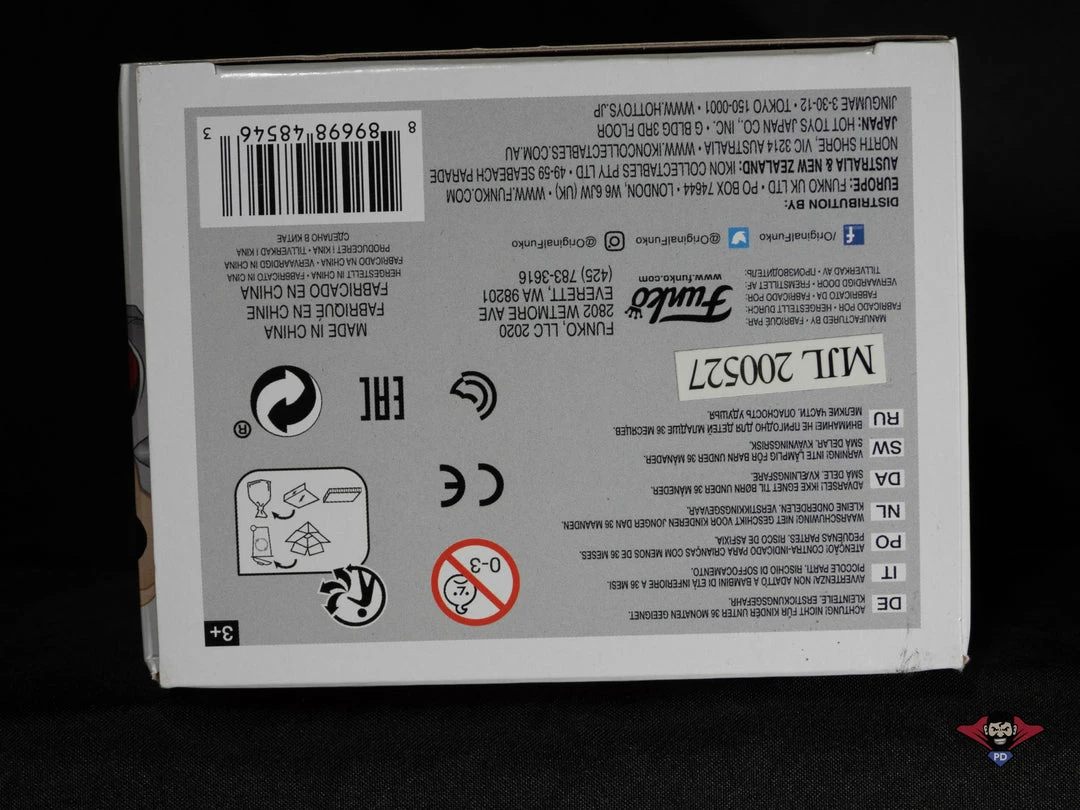 3+
DE ACHTUNG! NICHT FÜR KINDER UNTER 36 MONATEN GEEIGNET.
KLEINTEILE. ERSTICKUNGSGEFAHR.
IT AVVERTENZA! NON ADATTO A BAMBINI DI ETÀ INFERIORE A 36 MESI.
PICCOLE PARTI. RISCHIO DI SOFFOCAMENTO.
PO ATENÇÃO! CONTRA-INDICADO PARA CRIANÇAS COM MENOS DE 36 MESES.
PEQUENAS PARTES. RISCO DE ASFIXIA.
NL WAARSCHUWING! NIET GESCHIKT VOOR KINDEREN JONGER DAN 36 MAANDEN.
KLEINE ONDERDELEN. VERSTIKKINGSGEVAAR.
DA ADVARSEL! IKKE EGNET TIL BØRN UNDER 36 MÅNEDER.
SMÅ DELE. KVÆLNINGSFARE.
SW VARNING! INTE LÄMPLIG FÖR BARN UNDER 36 MÅNADER.
SMÅ DELAR. KVÄVNINGSRISK.
RU ВНИМАНИЕ! НЕ ПРИГОДНО ДЛЯ ДЕТЕЙ МЛАДШЕ 36 МЕСЯЦЕВ.
МЕЛКИЕ ЧАСТИ. ОПАСНОСТЬ УДУШЬЯ.
0-3
CE
EAC
®
MJL 200527
MANUFACTURED BY • FABRIQUÉ PAR:
FABRICADO POR • HERGESTELLT DURCH:
FABBRICATO DA • FABRICADO POR:
VERVAARDIGD DOOR • FREMSTILLET AF:
TILLVERKAD AV • ПРОИЗВОДИТЕЛЬ:
Funko
www.funko.com
FUNKO, LLC 2020
2802 WETMORE AVE
EVERETT, WA 98201
(425) 783-3616
MADE IN CHINA
FABRIQUÉ EN CHINE
FABRICADO EN CHINA
HERGESTELLT IN CHINA • FABBRICATO IN CINA
FABRICADO NA CHINA • VERVAARDIGD IN CHINA
PRODUCERET I KINA • TILLVERKAD I KINA
СДЕЛАНО В КИТАЕ
/OriginalFunko @OriginalFunko @OriginalFunko
DISTRIBUTION BY:
EUROPE: FUNKO UK LTD • PO BOX 74644 • LONDON, W6 6JW (UK) • WWW.FUNKO.COM
AUSTRALIA & NEW ZEALAND: IKON COLLECTABLES PTY LTD • 49-59 SEABEACH PARADE
NORTH SHORE, VIC 3214 AUSTRALIA • WWW.IKONCOLLECTABLES.COM.AU
JAPAN: HOT TOYS JAPAN CO., INC. • G BLDG 3RD FLOOR
JINGUMAE 3-30-12 • TOKYO 150-0001 • WWW.HOTTOYS.JP
8 89698 48546 3
PD